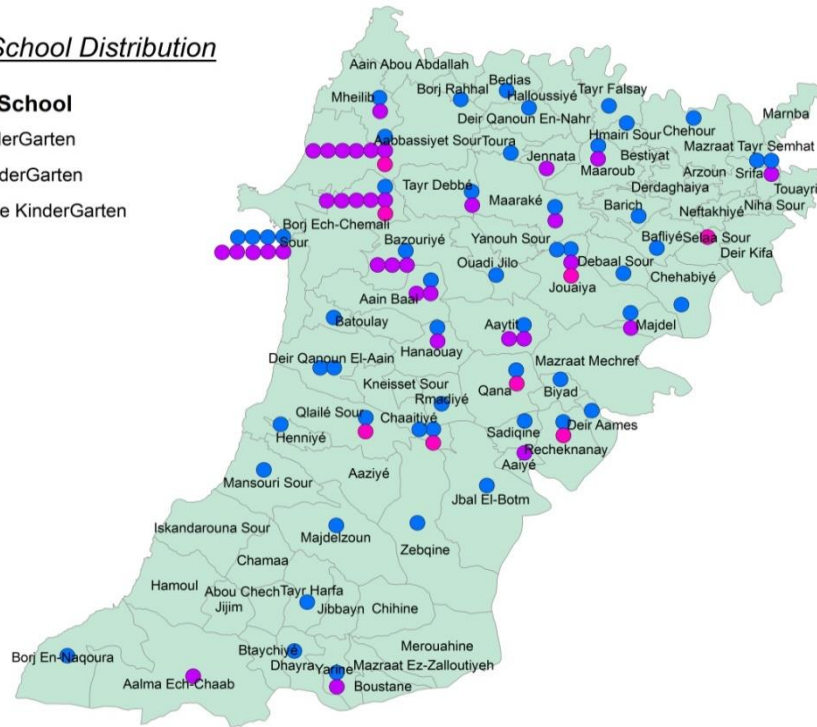 School Distribution
School
derGarten
derGarten
e KinderGarten
Aain Abou Abdallah
Bedias
Borj Rahhal
Tayr Falsay
Mheilib
Halloussiyé
Marnba
Deir Qanoun En-Nahr
Hmairi Sour
Chehour
Aabbassiyet Sour
Toura
Mazraat Tayr Semhat
Jennata
Bestiyat
Maaroub
Arzoun
Srifa
Tayr Debbé
Derdaghaiya
Touayri
Maaraké
Barich
Niha Sour
Neftakhiyé
Borj Ech-Chemali
Sour
Bazouriyé
Yanouh Sour
Bafliyé
Selaa Sour
Deir Kifa
Ouadi Jilo
Debaal Sour
Chehabiyé
Jouaiya
Aain Baal
Batoulay
Aaytit
Majdel
Hanaouay
Deir Qanoun El-Aain
Mazraat Mechref
Kneisset Sour
Qana
Biyad
Rmadiyé
Qlailé Sour
Chaaitiyé
Deir Aames
Henniyé
Sadiqine
Recheknanay
Aaiyé
Aaziyé
Mansouri Sour
Jbal El-Botm
Iskandarouna Sour
Majdelzoun
Zebqine
Chamaa
Hamoul
Abou Chech
Tayr Harfa
Jijim
Jibbayn
Chihine
Merouahine
Btaychiyé
Borj En-Naqoura
Dhayra
Yarine
Mazraat Ez-Zalloutiyeh
Aalma Ech-Chaab
Boustane